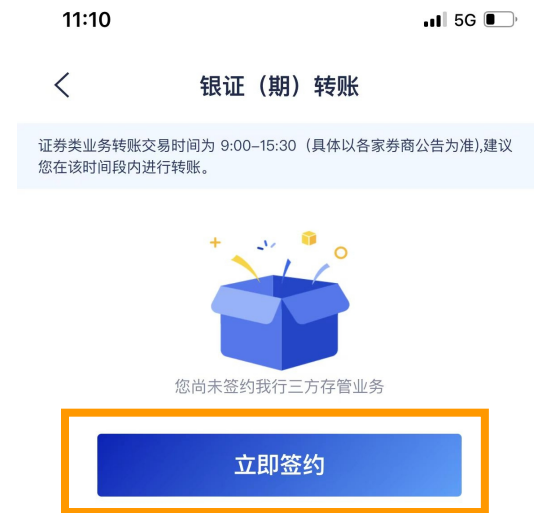 11:10 5G
银证（期）转账
证券类业务转账交易时间为 9:00–15:30（具体以各家券商公告为准),建议
您在该时间段内进行转账。
您尚未签约我行三方存管业务
立即签约